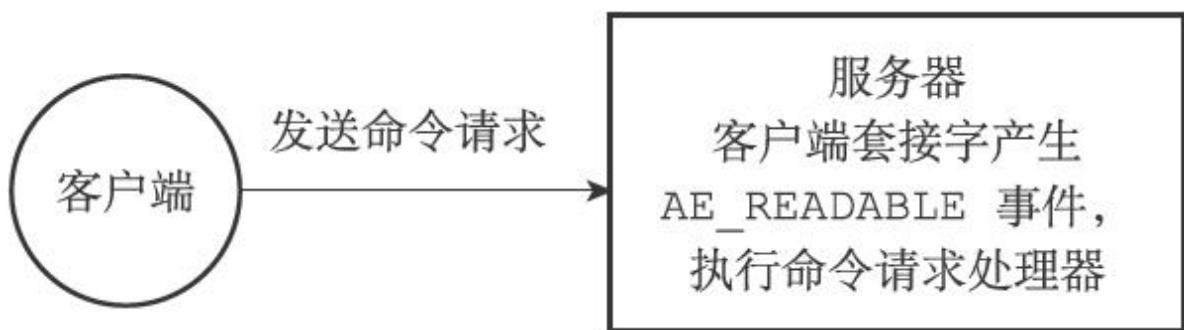 客户端
发送命令请求
服务器
客户端套接字产生
AE_READABLE 事件，
执行命令请求处理器